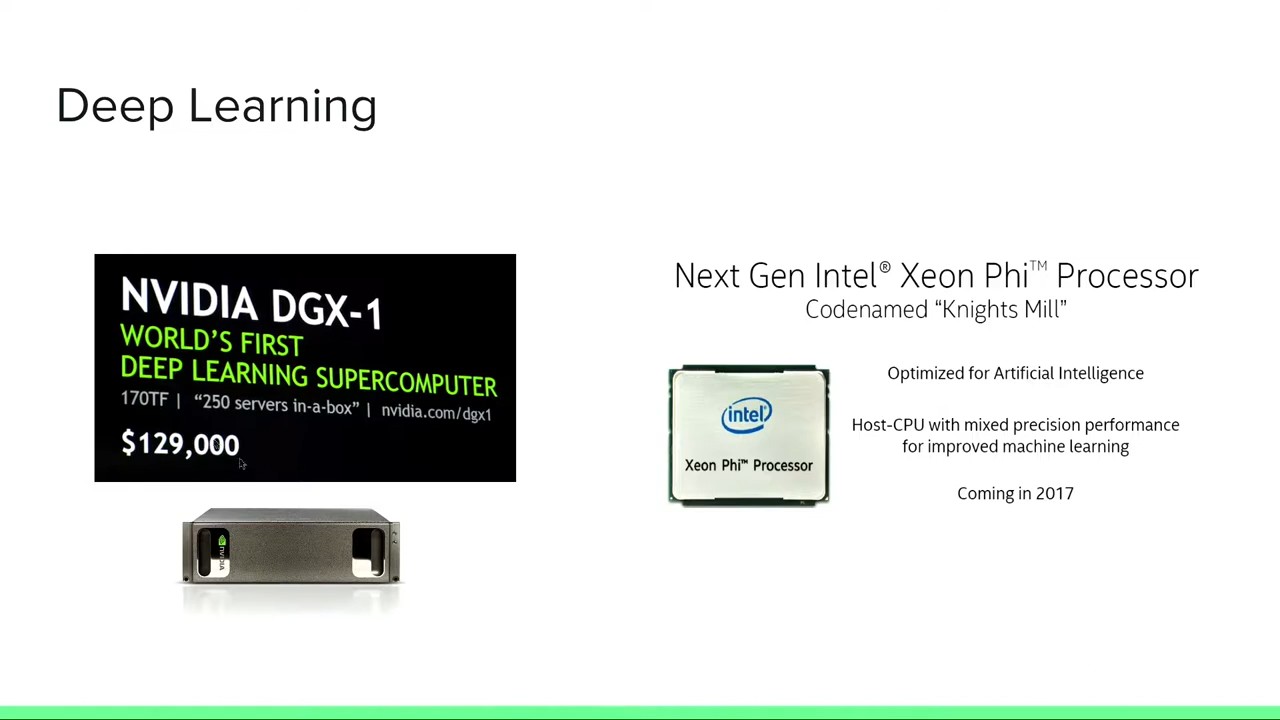 Deep Learning
NVIDIA DGX-1
WORLD'S FIRST
DEEP LEARNING SUPERCOMPUTER
170TF | "250 servers in-a-box” | nvidia.com/dgx1
$129,000
NVIDIA
Next Gen Intel® Xeon Phi™ Processor
Codenamed “Knights Mill”
intel®
Xeon Phi™ Processor
Optimized for Artificial Intelligence
Host-CPU with mixed precision performance
for improved machine learning
Coming in 2017